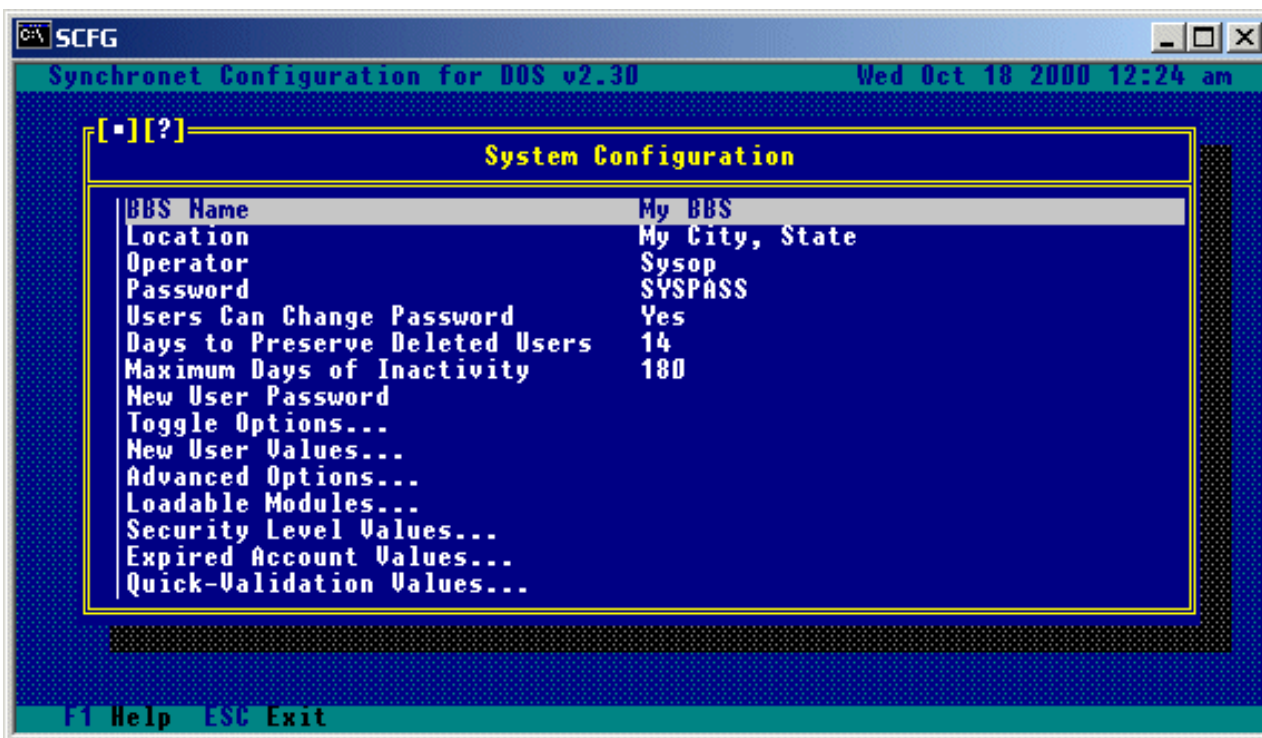 SCFG
Synchronet Configuration for DOS v2.30 Wed Oct 18 2000 12:24 am
[▪][?]
System Configuration
BBS Name My BBS
Location My City, State
Operator Sysop
Password SYSPASS
Users Can Change Password Yes
Days to Preserve Deleted Users 14
Maximum Days of Inactivity 180
New User Password
Toggle Options...
New User Values...
Advanced Options...
Loadable Modules...
Security Level Values...
Expired Account Values...
Quick-Validation Values...
F1 Help ESC Exit